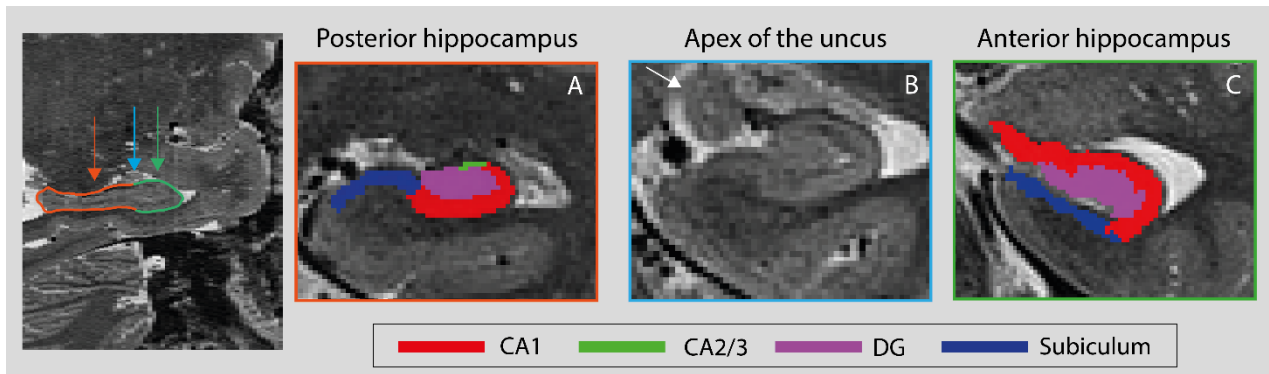 Posterior hippocampus Apex of the uncus Anterior hippocampus
A B C
CA1 CA2/3 DG Subiculum